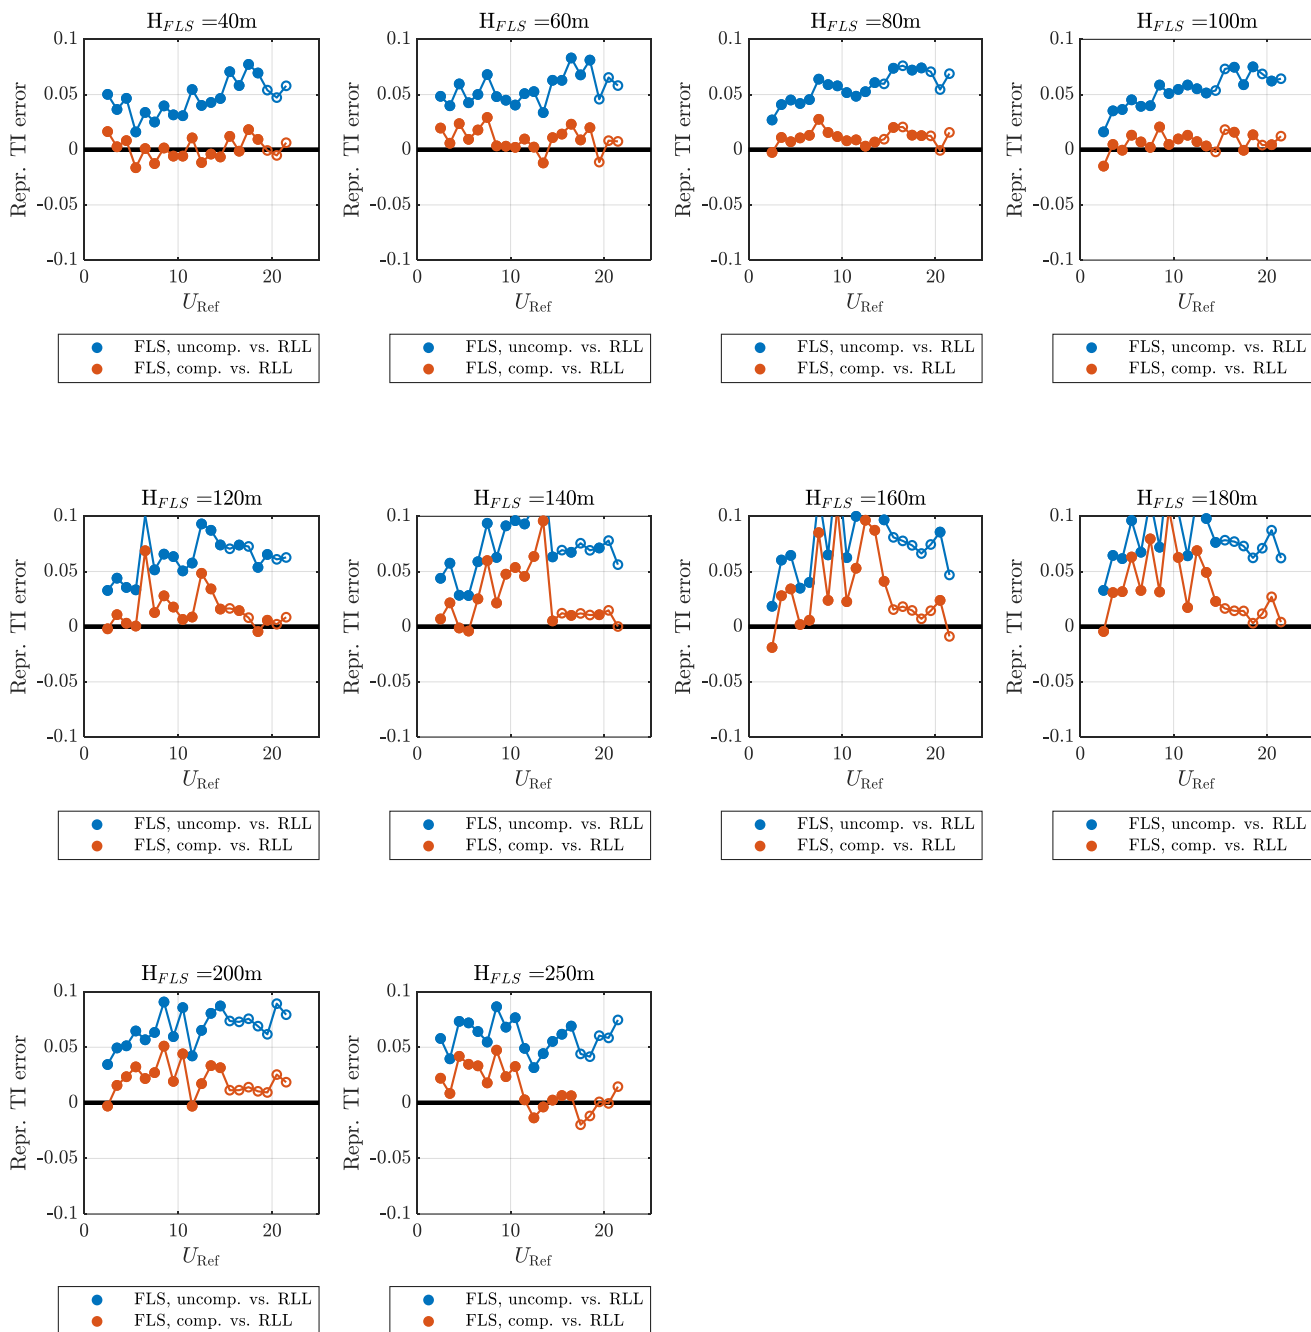 H_FLS =40m
0.1
0.05
0
-0.05
-0.1
Repr. TI error
0 10 20
U_Ref
FLS, uncomp. vs. RLL
FLS, comp. vs. RLL
H_FLS =60m
0.1
0.05
0
-0.05
-0.1
Repr. TI error
0 10 20
U_Ref
FLS, uncomp. vs. RLL
FLS, comp. vs. RLL
H_FLS =80m
0.1
0.05
0
-0.05
-0.1
Repr. TI error
0 10 20
U_Ref
FLS, uncomp. vs. RLL
FLS, comp. vs. RLL
H_FLS =100m
0.1
0.05
0
-0.05
-0.1
Repr. TI error
0 10 20
U_Ref
FLS, uncomp. vs. RLL
FLS, comp. vs. RLL
H_FLS =120m
0.1
0.05
0
-0.05
-0.1
Repr. TI error
0 10 20
U_Ref
FLS, uncomp. vs. RLL
FLS, comp. vs. RLL
H_FLS =140m
0.1
0.05
0
-0.05
-0.1
Repr. TI error
0 10 20
U_Ref
FLS, uncomp. vs. RLL
FLS, comp. vs. RLL
H_FLS =160m
0.1
0.05
0
-0.05
-0.1
Repr. TI error
0 10 20
U_Ref
FLS, uncomp. vs. RLL
FLS, comp. vs. RLL
H_FLS =180m
0.1
0.05
0
-0.05
-0.1
Repr. TI error
0 10 20
U_Ref
FLS, uncomp. vs. RLL
FLS, comp. vs. RLL
H_FLS =200m
0.1
0.05
0
-0.05
-0.1
Repr. TI error
0 10 20
U_Ref
FLS, uncomp. vs. RLL
FLS, comp. vs. RLL
H_FLS =250m
0.1
0.05
0
-0.05
-0.1
Repr. TI error
0 10 20
U_Ref
FLS, uncomp. vs. RLL
FLS, comp. vs. RLL